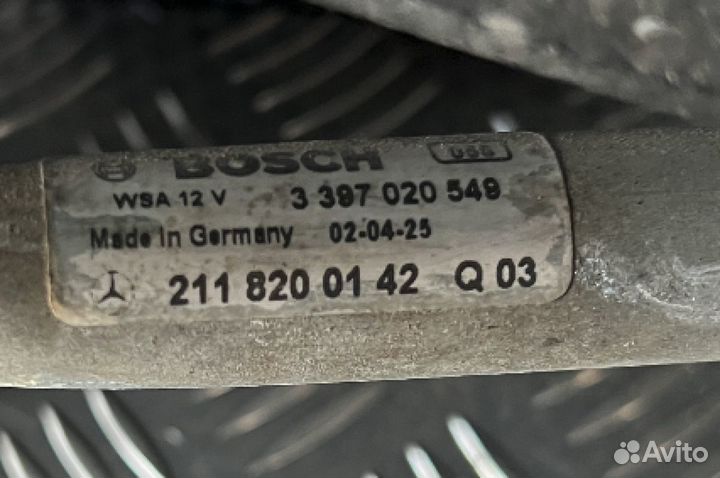 BOSCH 066
WSA 12 V 3 397 020 549
Made in Germany 02-04-25
211 820 01 42 Q 03
Avito